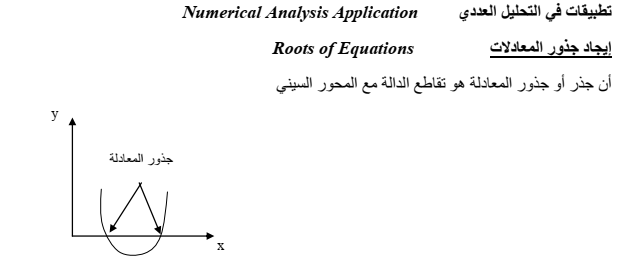 تطبيقات في التحليل العددي Numerical Analysis Application
إيجاد جذور المعادلات Roots of Equations
أن جذر أو جذور المعادلة هو تقاطع الدالة مع المحور السيني
y
جذور المعادلة
x